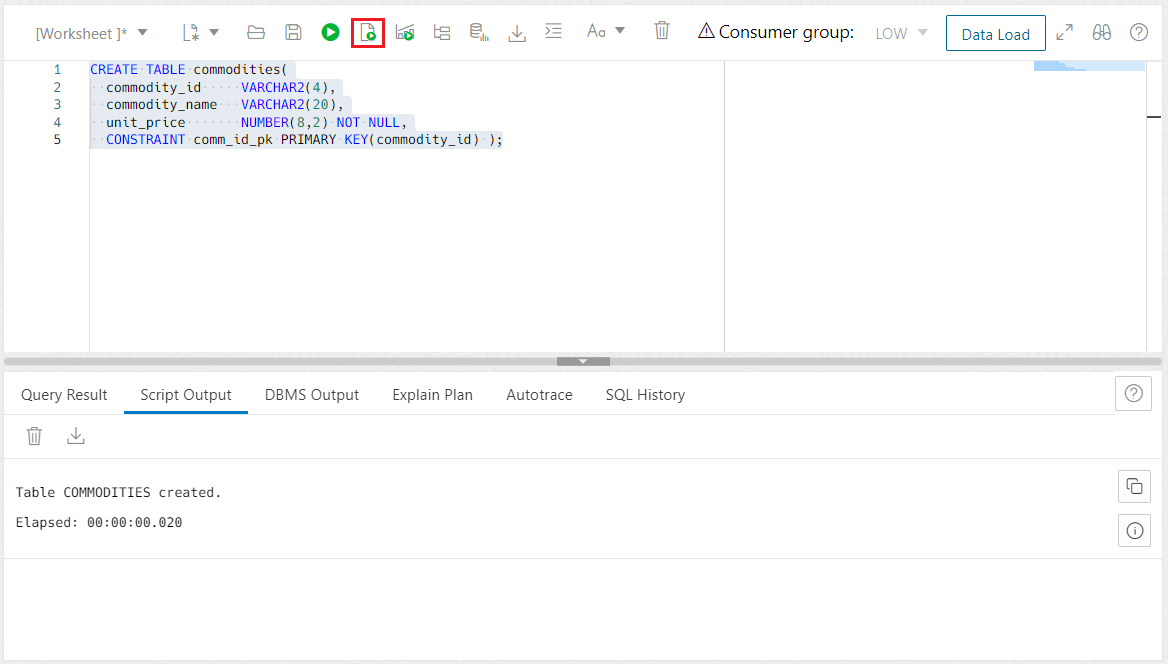 [Worksheet ]* Aa Consumer group: LOW Data Load
1 CREATE TABLE commodities(
2 commodity_id VARCHAR2(4),
3 commodity_name VARCHAR2(20),
4 unit_price NUMBER(8,2) NOT NULL,
5 CONSTRAINT comm_id_pk PRIMARY KEY(commodity_id) );
Query Result Script Output DBMS Output Explain Plan Autotrace SQL History
Table COMMODITIES created.
Elapsed: 00:00:00.020